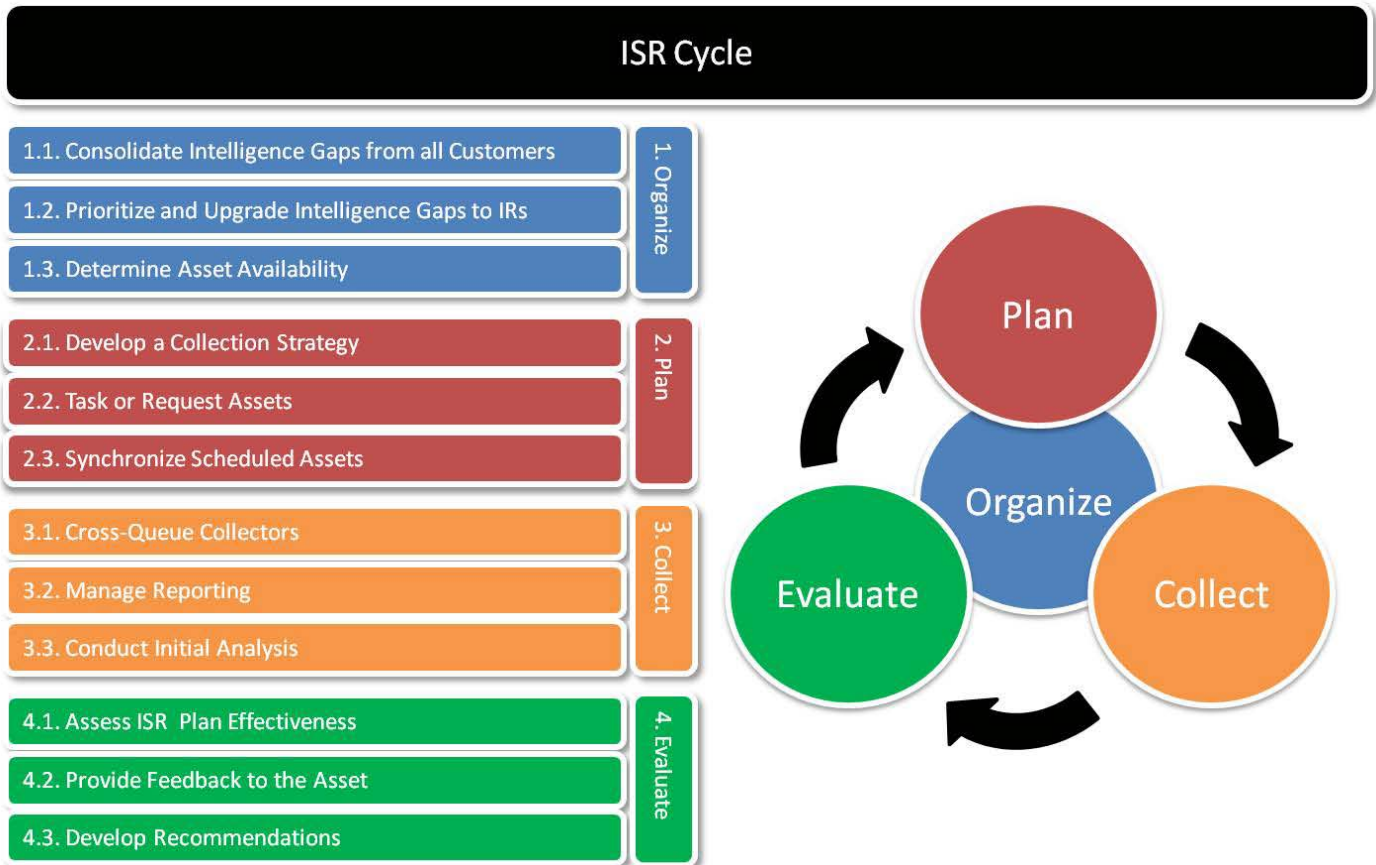 ISR Cycle
1.1. Consolidate Intelligence Gaps from all Customers
1.2. Prioritize and Upgrade Intelligence Gaps to IRs
1.3. Determine Asset Availability
1. Organize
2.1. Develop a Collection Strategy
2.2. Task or Request Assets
2.3. Synchronize Scheduled Assets
2. Plan
3.1. Cross-Queue Collectors
3.2. Manage Reporting
3.3. Conduct Initial Analysis
3. Collect
4.1. Assess ISR Plan Effectiveness
4.2. Provide Feedback to the Asset
4.3. Develop Recommendations
4. Evaluate
Plan
Organize
Evaluate
Collect